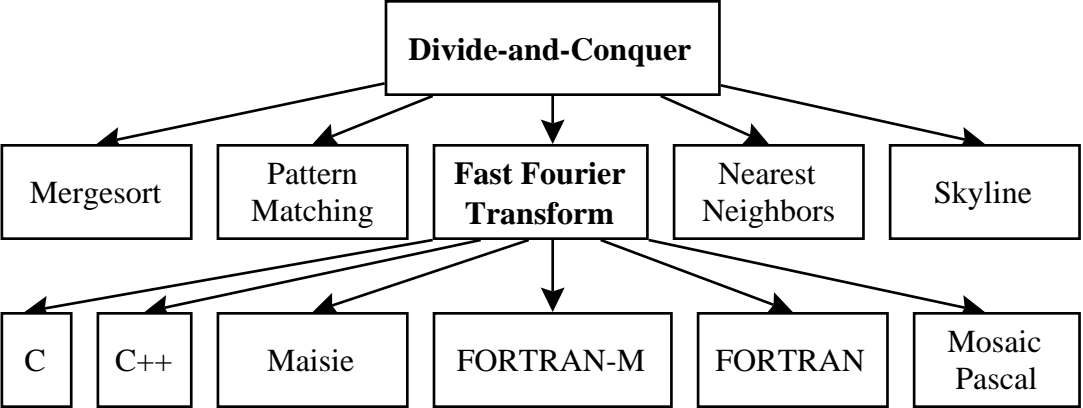 Divide-and-Conquer
Mergesort
Pattern
Matching
Fast Fourier
Transform
Nearest
Neighbors
Skyline
C
C++
Maisie
FORTRAN-M
FORTRAN
Mosaic
Pascal